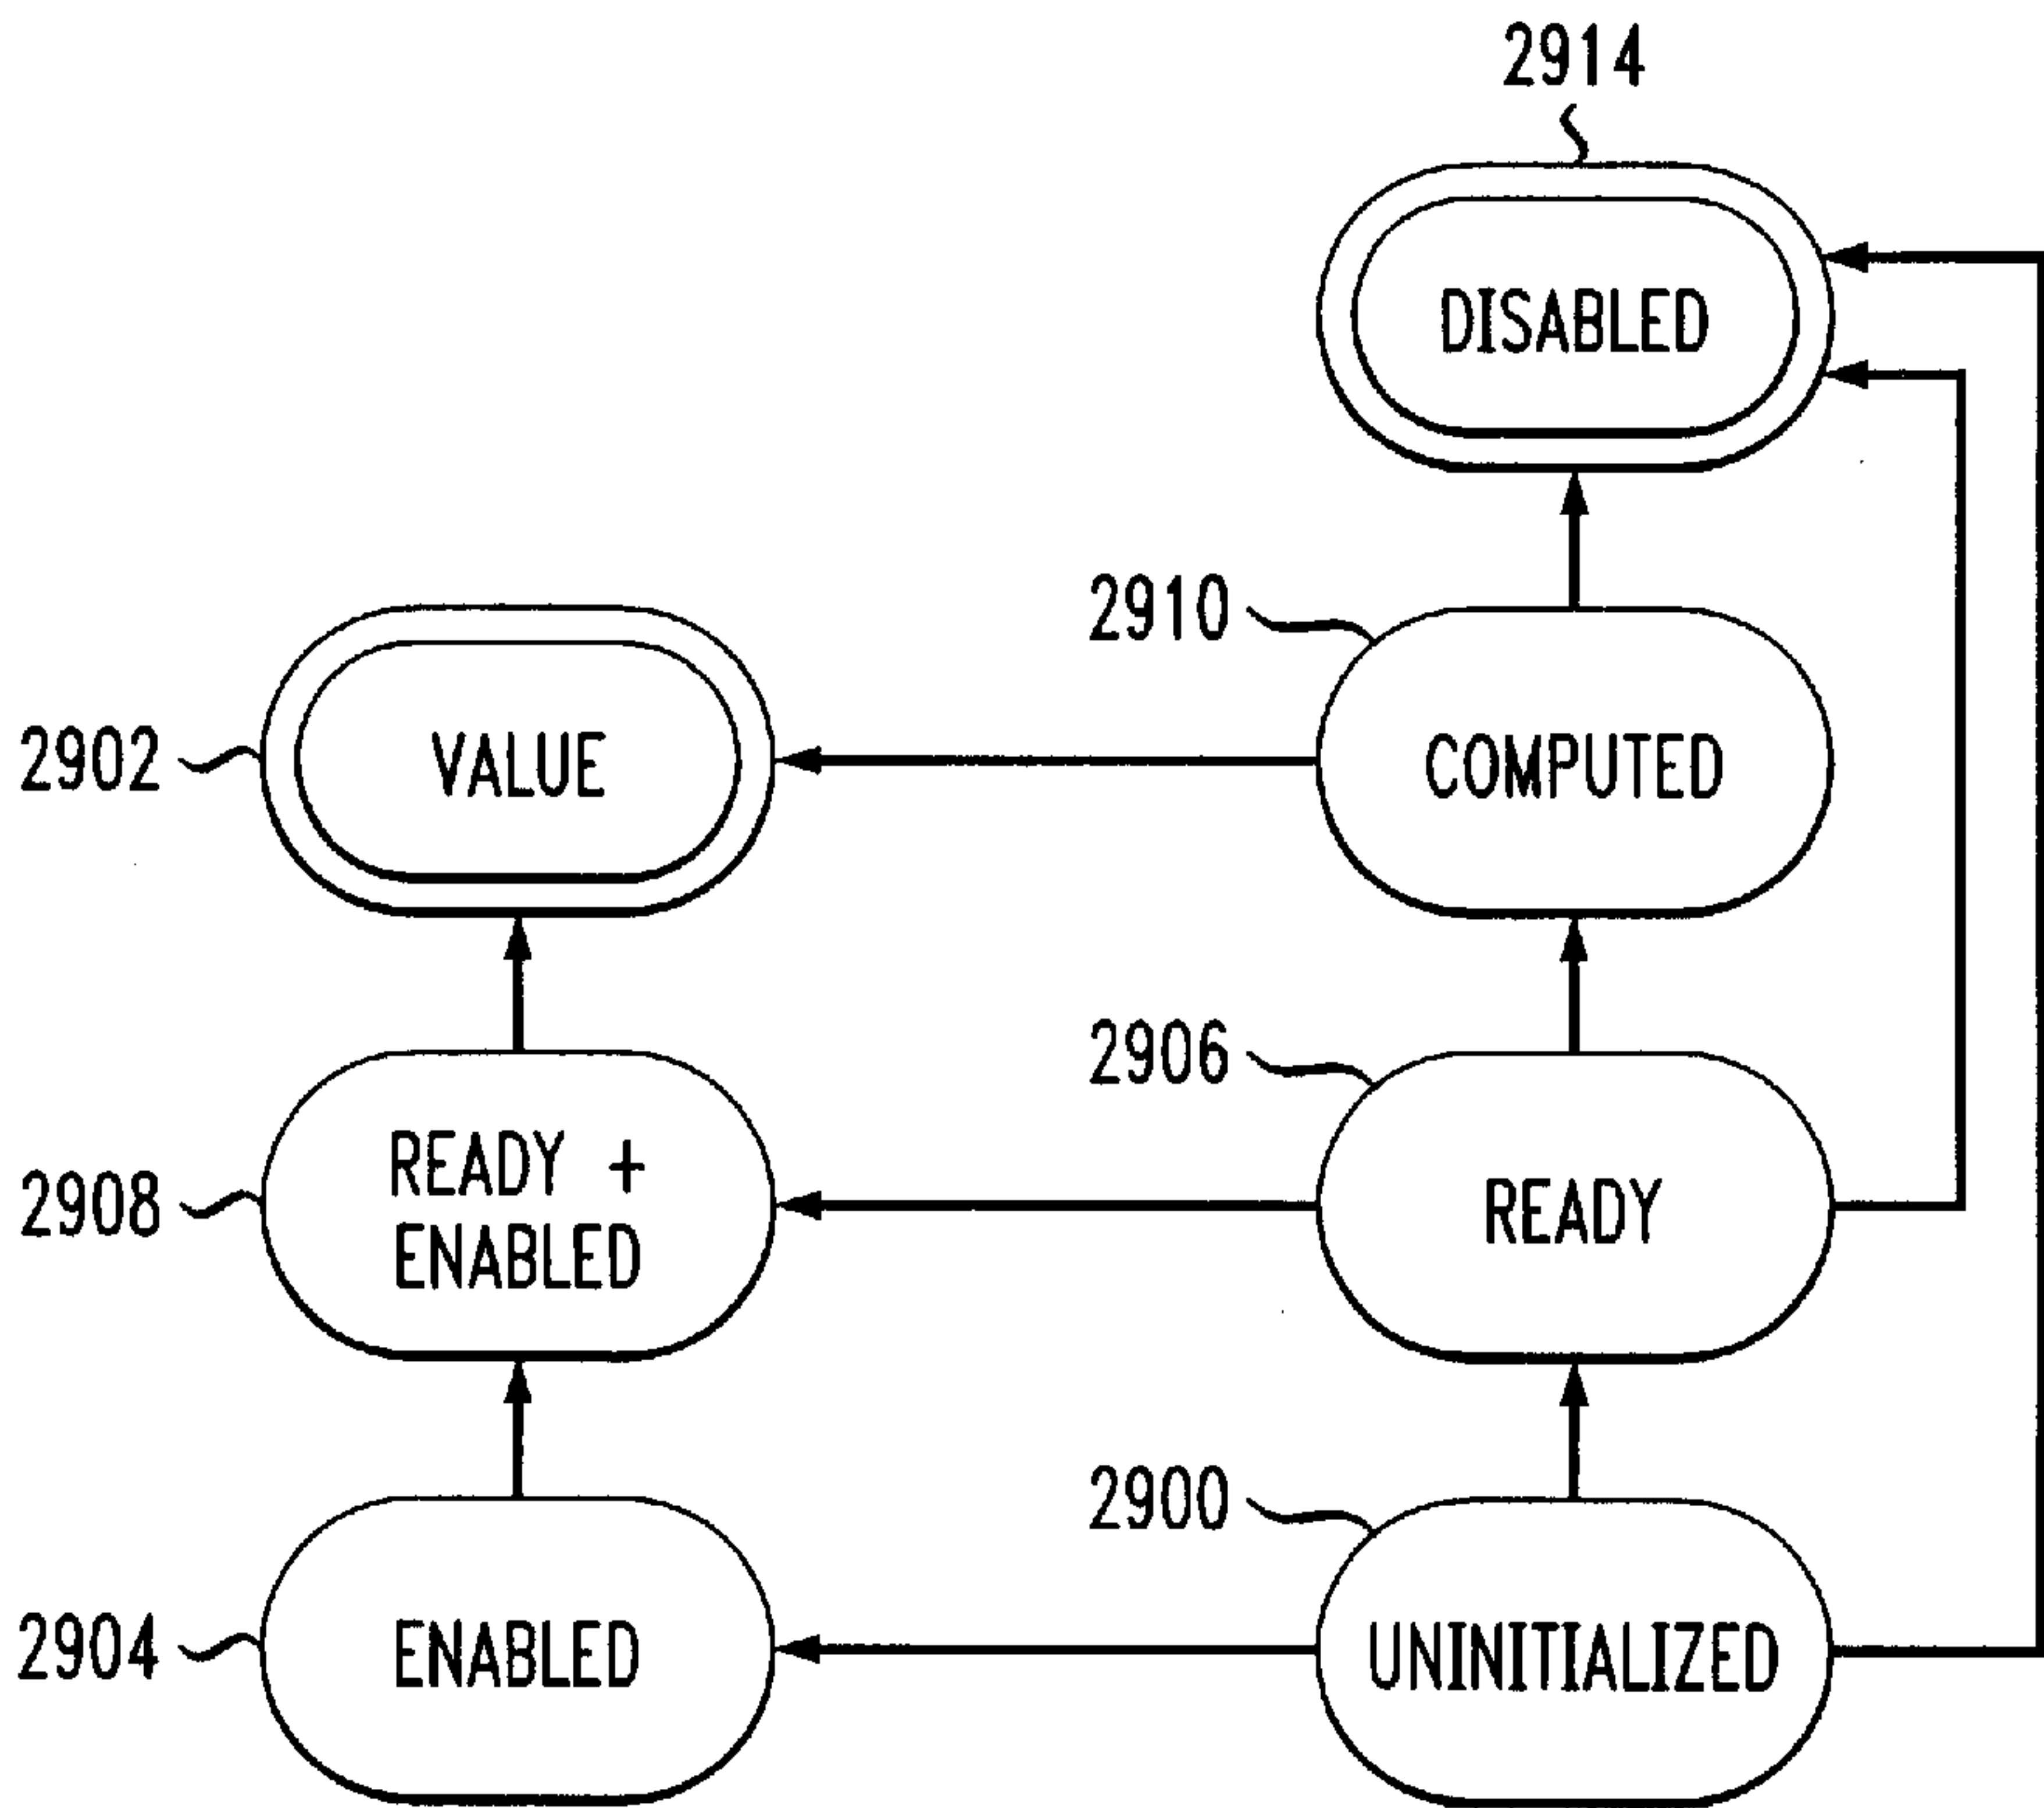 2914
DISABLED
2910
2902
VALUE
COMPUTED
2906
2908
READY +
ENABLED
READY
2900
2904
ENABLED
UNINITIALIZED